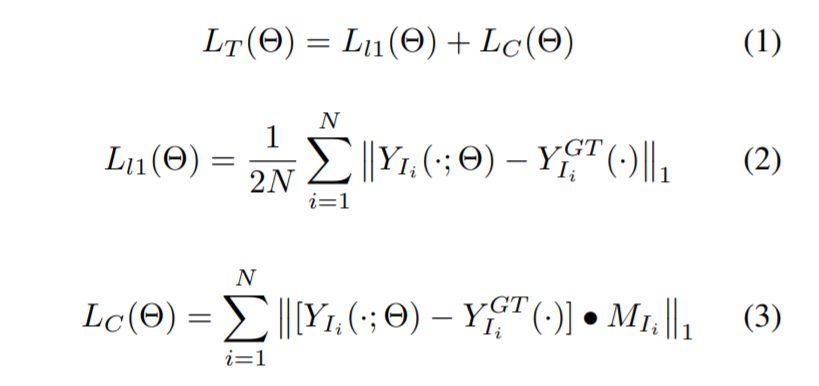 L_T(Θ) = L_{l1}(Θ) + L_C(Θ) (1)
L_{l1}(Θ) = \frac{1}{2N} \sum_{i=1}^{N} ‖Y_{I_i}(·; Θ) − Y_{I_i}^{GT}(·)‖_1 (2)
L_C(Θ) = \sum_{i=1}^{N} ‖[Y_{I_i}(·; Θ) − Y_{I_i}^{GT}(·)] • M_{I_i}‖_1 (3)